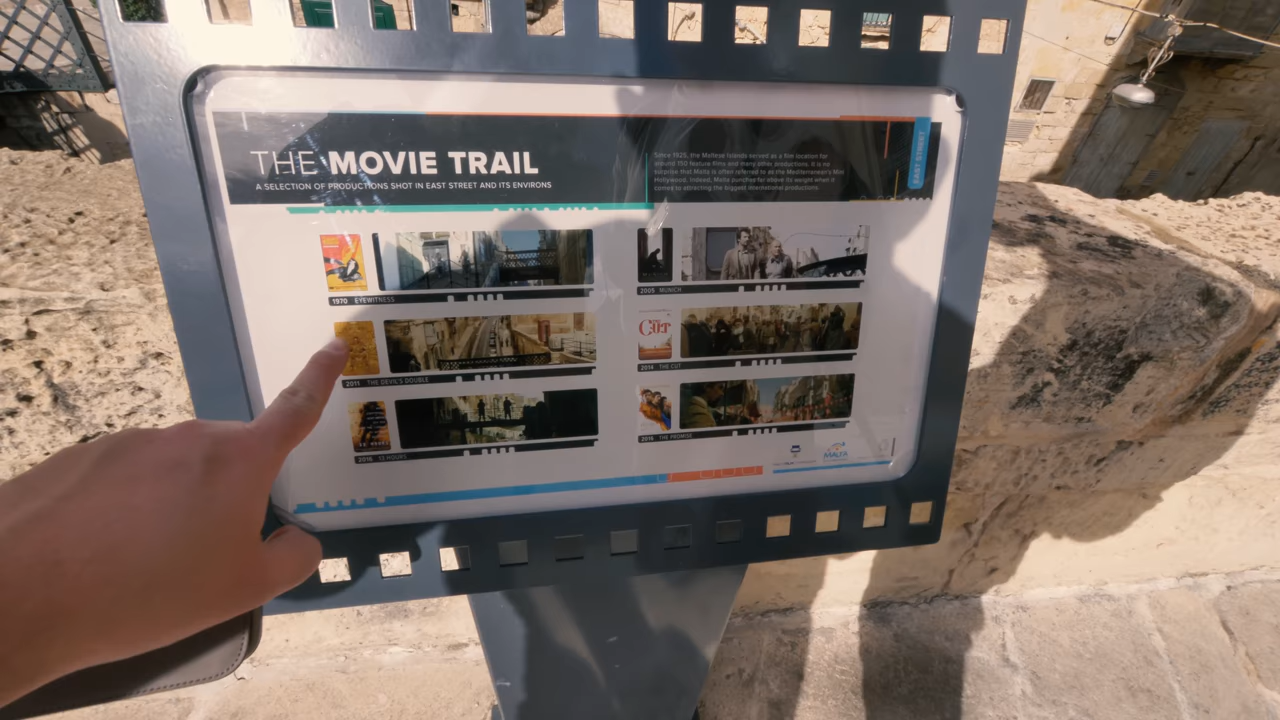 THE MOVIE TRAIL
A SELECTION OF PRODUCTIONS SHOT IN EAST STREET AND ITS ENVIRONS
Since 1925, the Maltese Islands served as a film location for
around 150 feature films and many other productions. It is no
surprise that Malta is often referred to as the Mediterranean's Mini
Hollywood. Indeed, Malta punches far above its weight when it
comes to attracting the biggest international productions
EAST STREET
1970 EYEWITNESS
2005 MUNICH
2011 THE DEVIL'S DOUBLE
THE CUT
2014 THE CUT
2016 13 HOURS
2016 THE PROMISE
MALTA